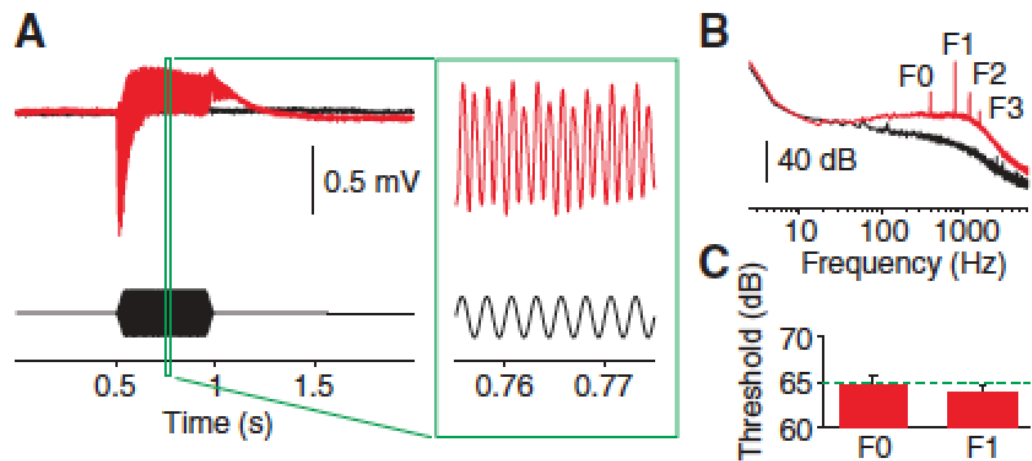 A
0.5 mV
0.5 1 1.5
Time (s)
0.76 0.77
B
F1
F0 F2
F3
40 dB
10 100 1000
Frequency (Hz)
C
Threshold (dB)
70
65
60
F0 F1